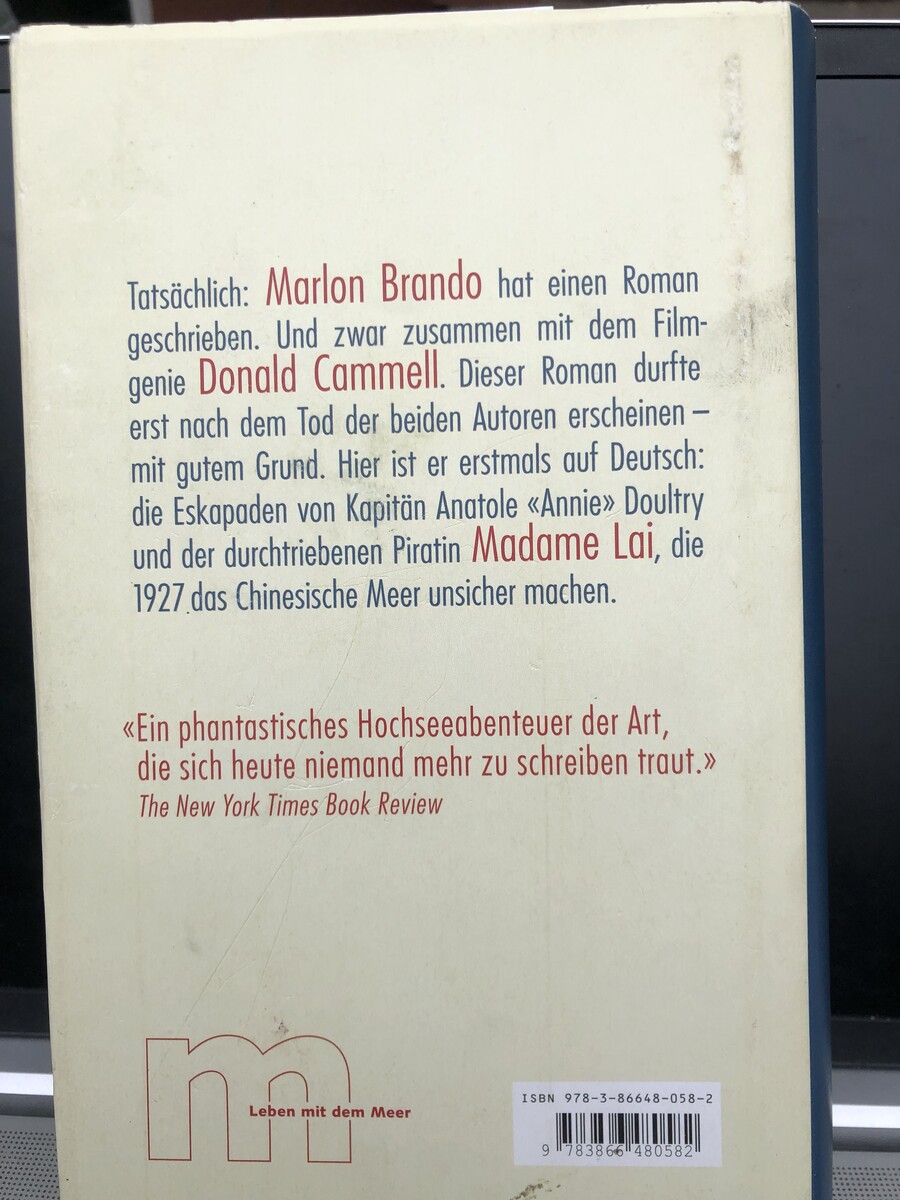 Tatsächlich: Marlon Brando hat einen Roman
geschrieben. Und zwar zusammen mit dem Film-
genie Donald Cammell. Dieser Roman durfte
erst nach dem Tod der beiden Autoren erscheinen –
mit gutem Grund. Hier ist er erstmals auf Deutsch:
die Eskapaden von Kapitän Anatole «Annie» Doultry
und der durchtriebenen Piratin Madame Lai, die
1927 das Chinesische Meer unsicher machen.
«Ein phantastisches Hochseeabenteuer der Art,
die sich heute niemand mehr zu schreiben traut.»
The New York Times Book Review
m
Leben mit dem Meer
ISBN 978-3-86648-058-2
9 783866 480582